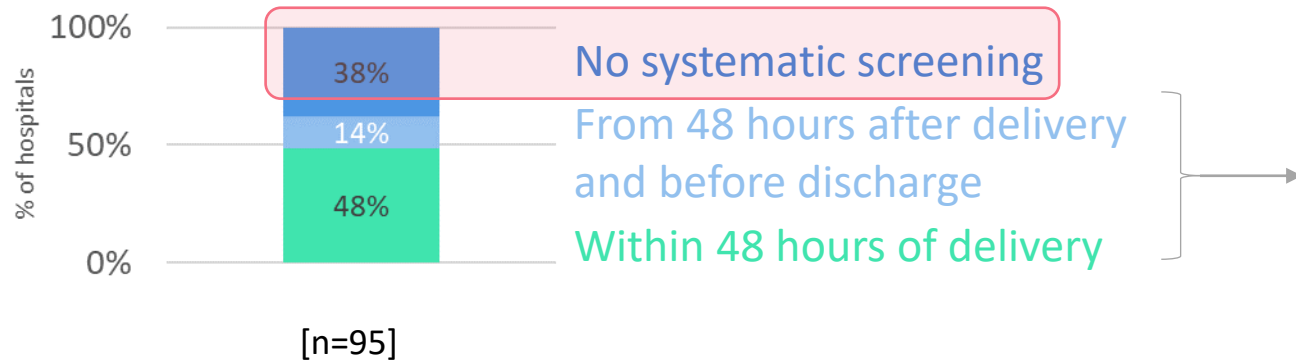 % of hospitals
100%
50%
0%
38%
14%
48%
No systematic screening
From 48 hours after delivery
and before discharge
Within 48 hours of delivery
[n=95]